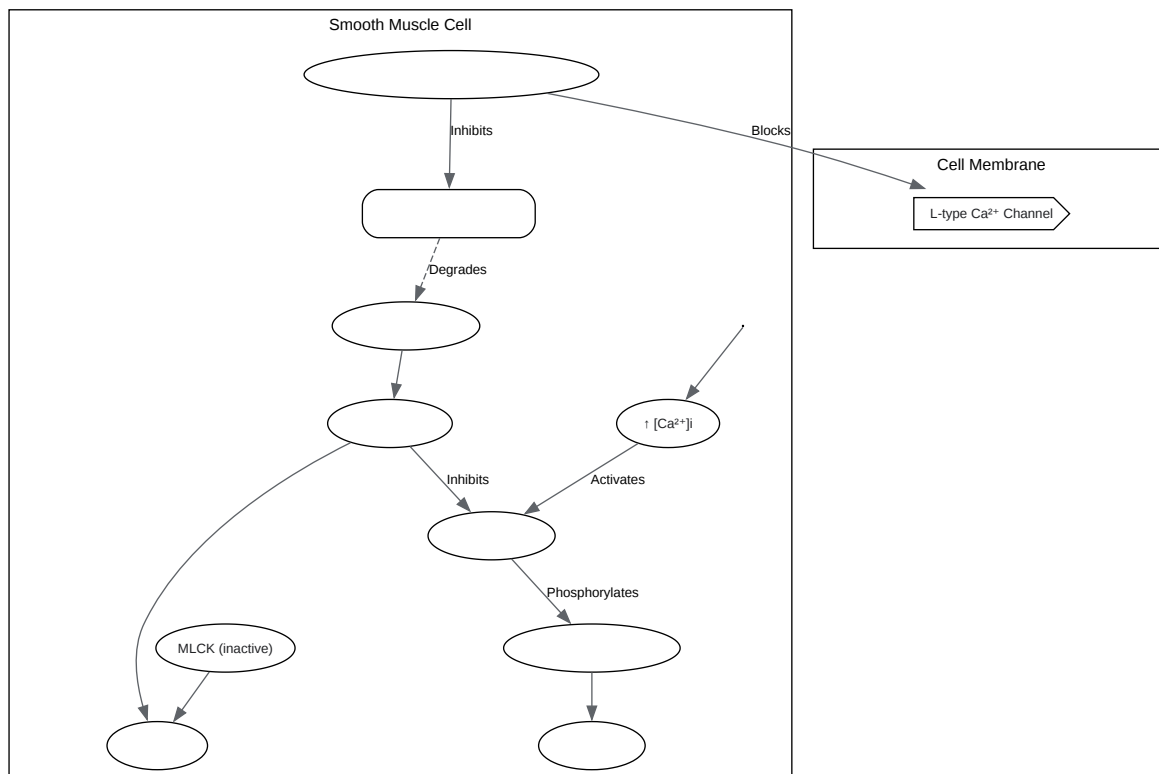 Smooth Muscle Cell
Inhibits
Blocks
Cell Membrane
L-type Ca²⁺ Channel
Degrades
↑ [Ca²⁺]i
Inhibits
Activates
Phosphorylates
MLCK (inactive)